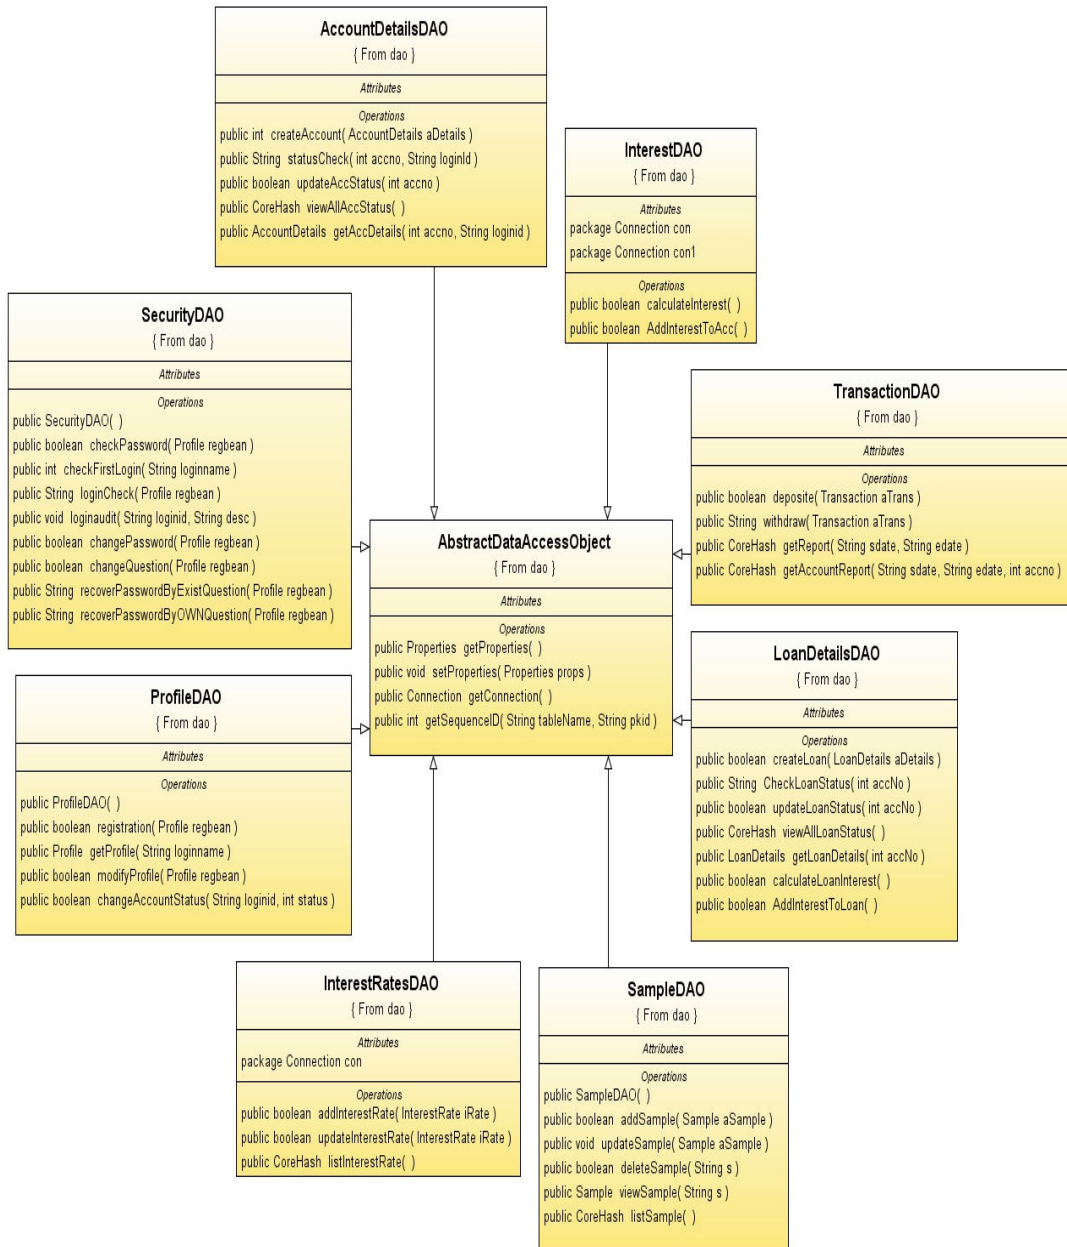 AccountDetailsDAO
{ From dao }
Attributes
Operations
public int createAccount( AccountDetails aDetails )
public String statusCheck( int accno, String loginId )
public boolean updateAccStatus( int accno )
public CoreHash viewAllAccStatus( )
public AccountDetails getAccDetails( int accno, String loginid )
InterestDAO
{ From dao }
Attributes
package Connection con
package Connection con1
Operations
public boolean calculateInterest( )
public boolean AddInterestToAcc( )
SecurityDAO
{ From dao }
Attributes
Operations
public SecurityDAO( )
public boolean checkPassword( Profile regbean )
public int checkFirstLogin( String loginname )
public String loginCheck( Profile regbean )
public void loginaudit( String loginid, String desc )
public boolean changePassword( Profile regbean )
public boolean changeQuestion( Profile regbean )
public String recoverPasswordByExistQuestion( Profile regbean )
public String recoverPasswordByOWNQuestion( Profile regbean )
TransactionDAO
{ From dao }
Attributes
Operations
public boolean deposite( Transaction aTrans )
public String withdraw( Transaction aTrans )
public CoreHash getReport( String sdate, String edate )
public CoreHash getAccountReport( String sdate, String edate, int accno )
AbstractDataAccessObject
{ From dao }
Attributes
Operations
public Properties getProperties( )
public void setProperties( Properties props )
public Connection getConnection( )
public int getSequenceID( String tableName, String pkid )
LoanDetailsDAO
{ From dao }
Attributes
Operations
public boolean createLoan( LoanDetails aDetails )
public String CheckLoanStatus( int accNo )
public boolean updateLoanStatus( int accNo )
public CoreHash viewAllLoanStatus( )
public LoanDetails getLoanDetails( int accNo )
public boolean calculateLoanInterest( )
public boolean AddInterestToLoan( )
ProfileDAO
{ From dao }
Attributes
Operations
public ProfileDAO( )
public boolean registration( Profile regbean )
public Profile getProfile( String loginname )
public boolean modifyProfile( Profile regbean )
public boolean changeAccountStatus( String loginid, int status )
InterestRatesDAO
{ From dao }
Attributes
package Connection con
Operations
public boolean addInterestRate( InterestRate iRate )
public boolean updateInterestRate( InterestRate iRate )
public CoreHash listInterestRate( )
SampleDAO
{ From dao }
Attributes
Operations
public SampleDAO( )
public boolean addSample( Sample aSample )
public void updateSample( Sample aSample )
public boolean deleteSample( String s )
public Sample viewSample( String s )
public CoreHash listSample( )